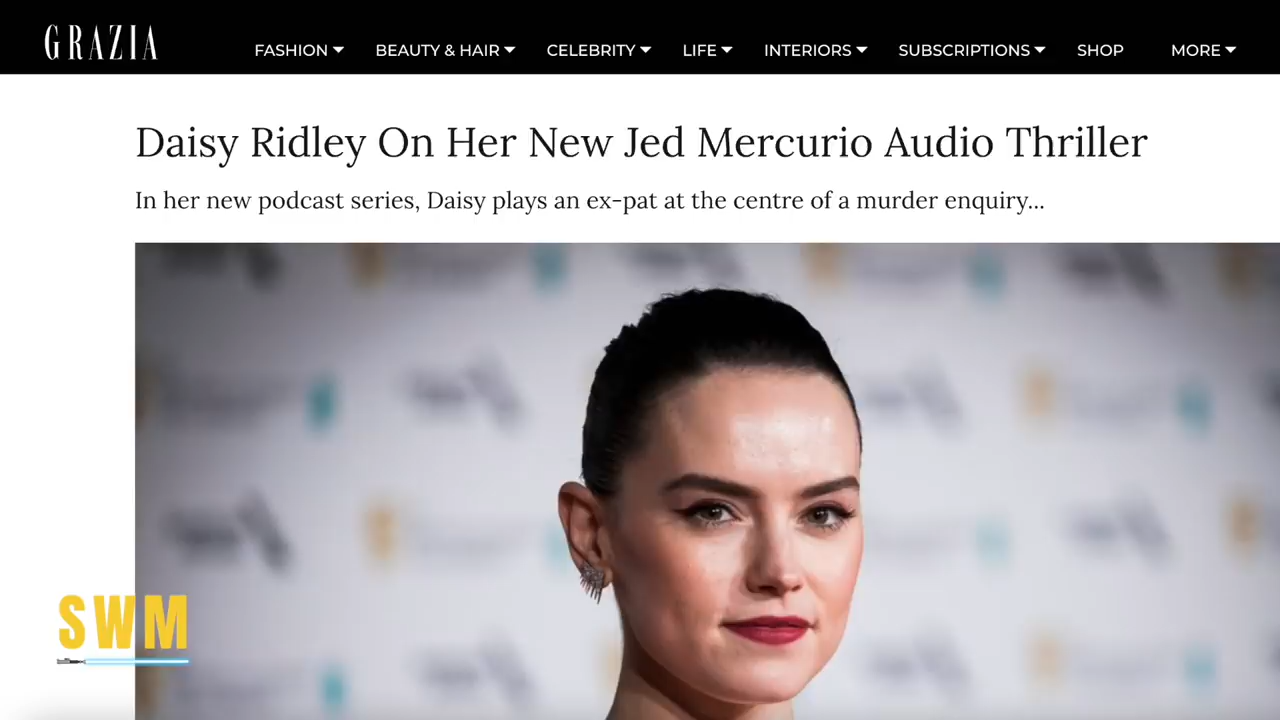 GRAZIA
FASHION BEAUTY & HAIR CELEBRITY LIFE INTERIORS SUBSCRIPTIONS SHOP MORE
Daisy Ridley On Her New Jed Mercurio Audio Thriller
In her new podcast series, Daisy plays an ex-pat at the centre of a murder enquiry...
SWM